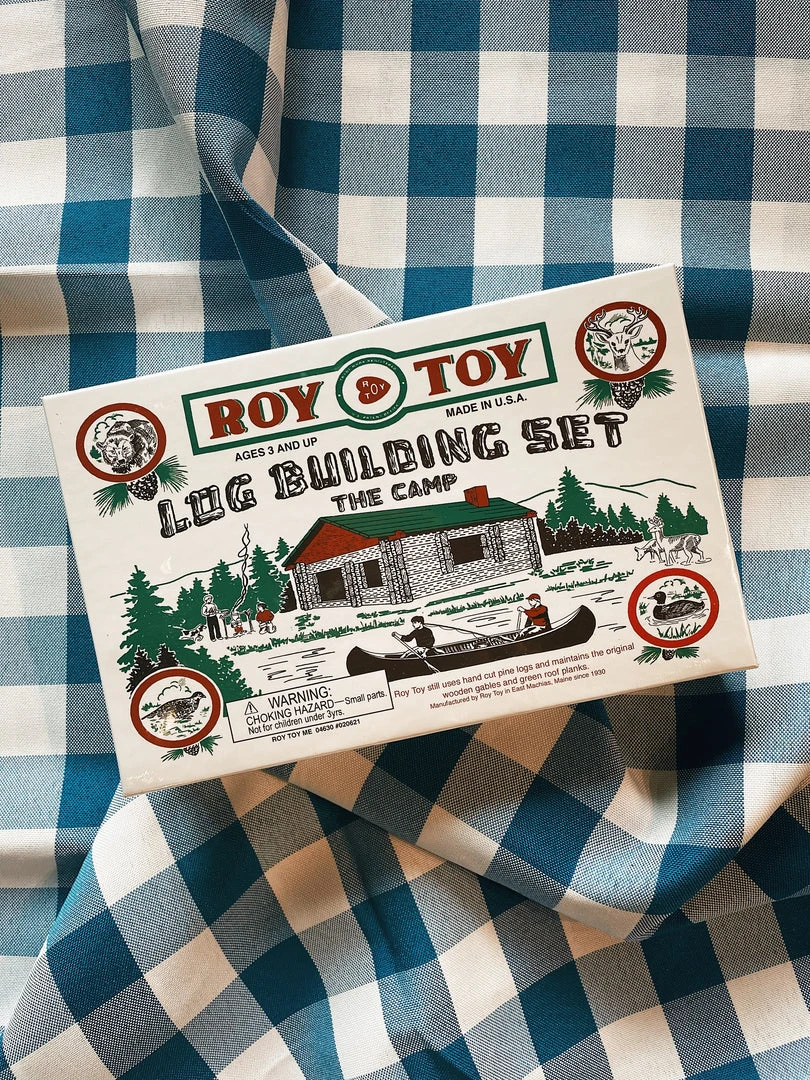 ROY TOY
R
TOY
MADE IN U.S.A.
AGES 3 AND UP
LOG BUILDING SET
THE CAMP
WARNING:
CHOKING HAZARD—Small parts.
Not for children under 3yrs.
ROY TOY ME 04630 #020621
Roy Toy still uses hand cut pine logs and maintains the original
wooden gables and green roof planks.
Manufactured by Roy Toy in East Machias, Maine since 1930